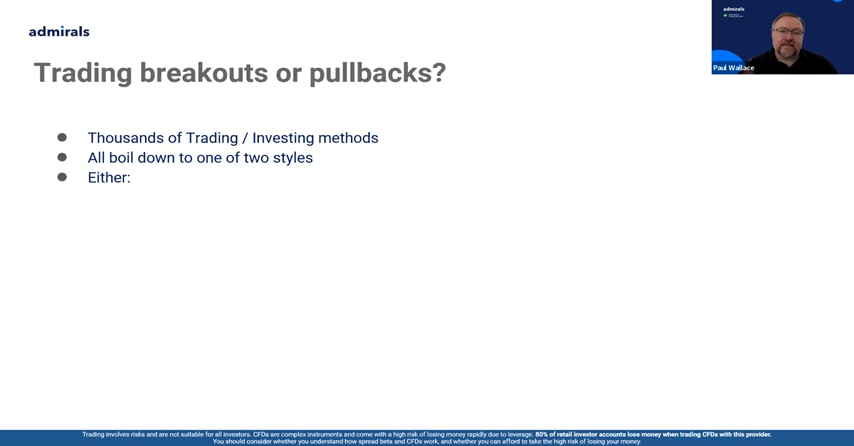 admirals
admirals
Paul Wallace
Trading breakouts or pullbacks?
● Thousands of Trading / Investing methods
● All boil down to one of two styles
● Either:
Trading involves risks and are not suitable for all investors. CFDs are complex instruments and come with a high risk of losing money rapidly due to leverage. 80% of retail investor accounts lose money when trading CFDs with this provider.
You should consider whether you understand how spread bets and CFDs work, and whether you can afford to take the high risk of losing your money.